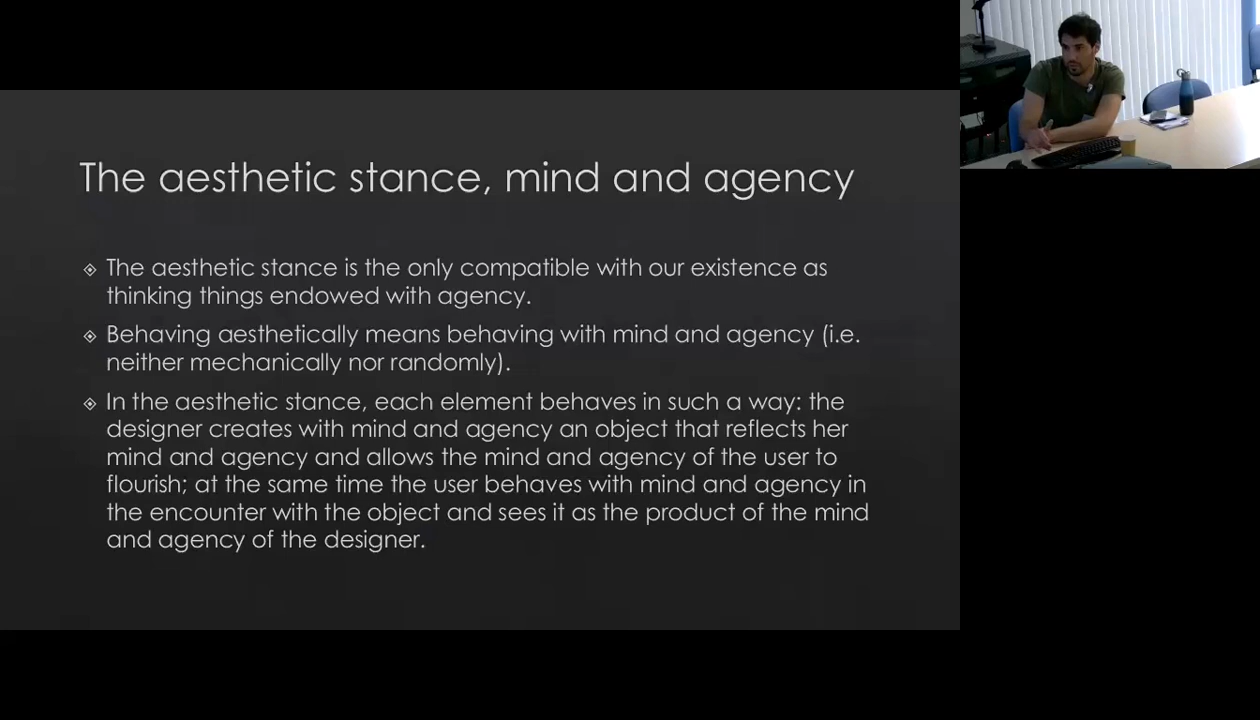 The aesthetic stance, mind and agency
The aesthetic stance is the only compatible with our existence as
thinking things endowed with agency.
Behaving aesthetically means behaving with mind and agency (i.e.
neither mechanically nor randomly).
In the aesthetic stance, each element behaves in such a way: the
designer creates with mind and agency an object that reflects her
mind and agency and allows the mind and agency of the user to
flourish; at the same time the user behaves with mind and agency in
the encounter with the object and sees it as the product of the mind
and agency of the designer.